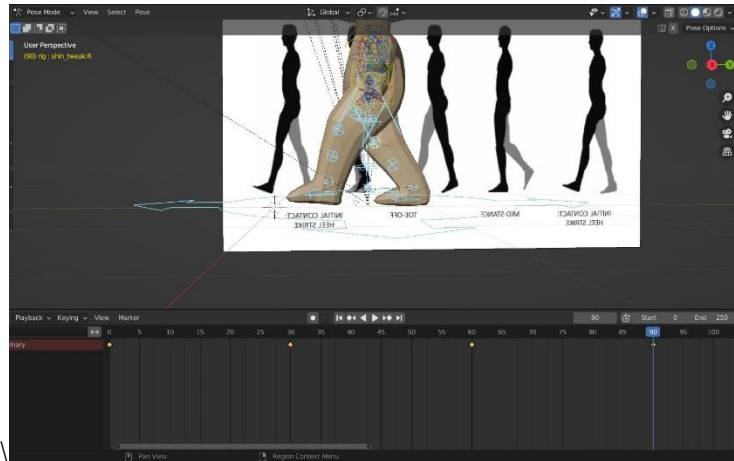 Pose Mode View Select Pose Global
Pose Options
User Perspective
(90) rig : shin_tweak.R
X
Z
INITIAL CONTACT: TOE-OFF MID-STANCE INITIAL CONTACT:
HEEL STRIKE HEEL STRIKE
Playback Keying View Marker 90 Start 0 End 250
0 5 10 15 20 25 30 35 40 45 50 55 60 65 70 75 80 85 90 95 100
mary
Pan View Region Context Menu
\